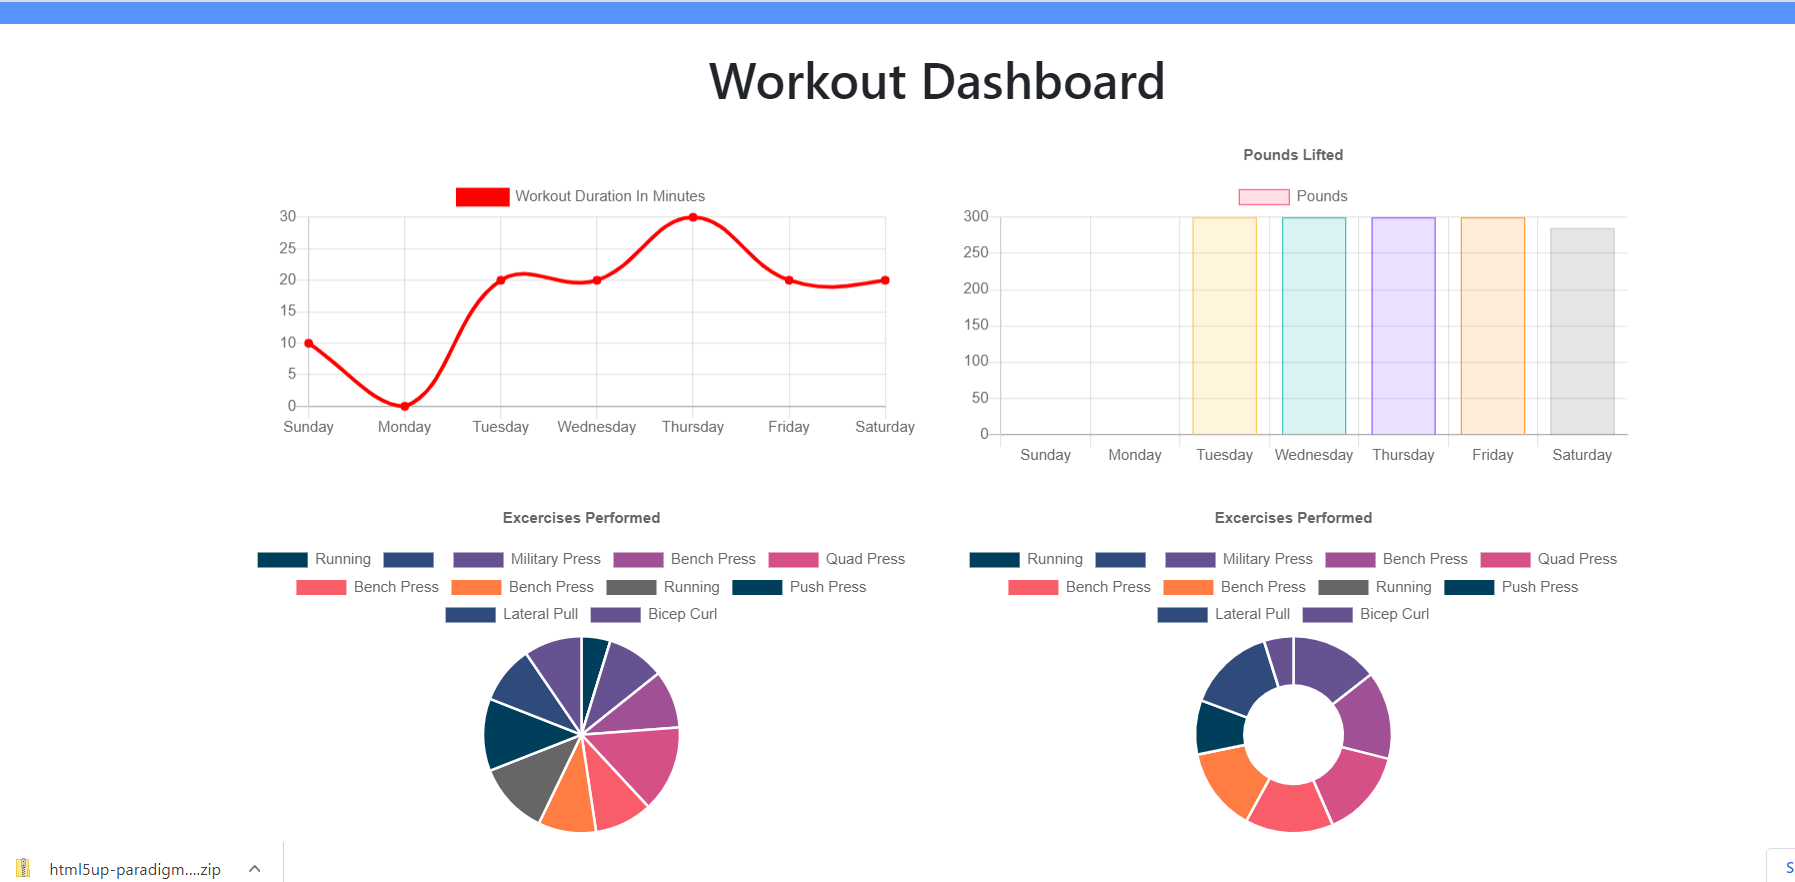 Workout Dashboard
Workout Duration In Minutes
30
25
20
15
10
5
0
Sunday Monday Tuesday Wednesday Thursday Friday Saturday
Pounds Lifted
Pounds
300
250
200
150
100
50
0
Sunday Monday Tuesday Wednesday Thursday Friday Saturday
Excercises Performed
Running Military Press Bench Press Quad Press
Bench Press Bench Press Running Push Press
Lateral Pull Bicep Curl
Excercises Performed
Running Military Press Bench Press Quad Press
Bench Press Bench Press Running Push Press
Lateral Pull Bicep Curl
html5up-paradigm....zip
S